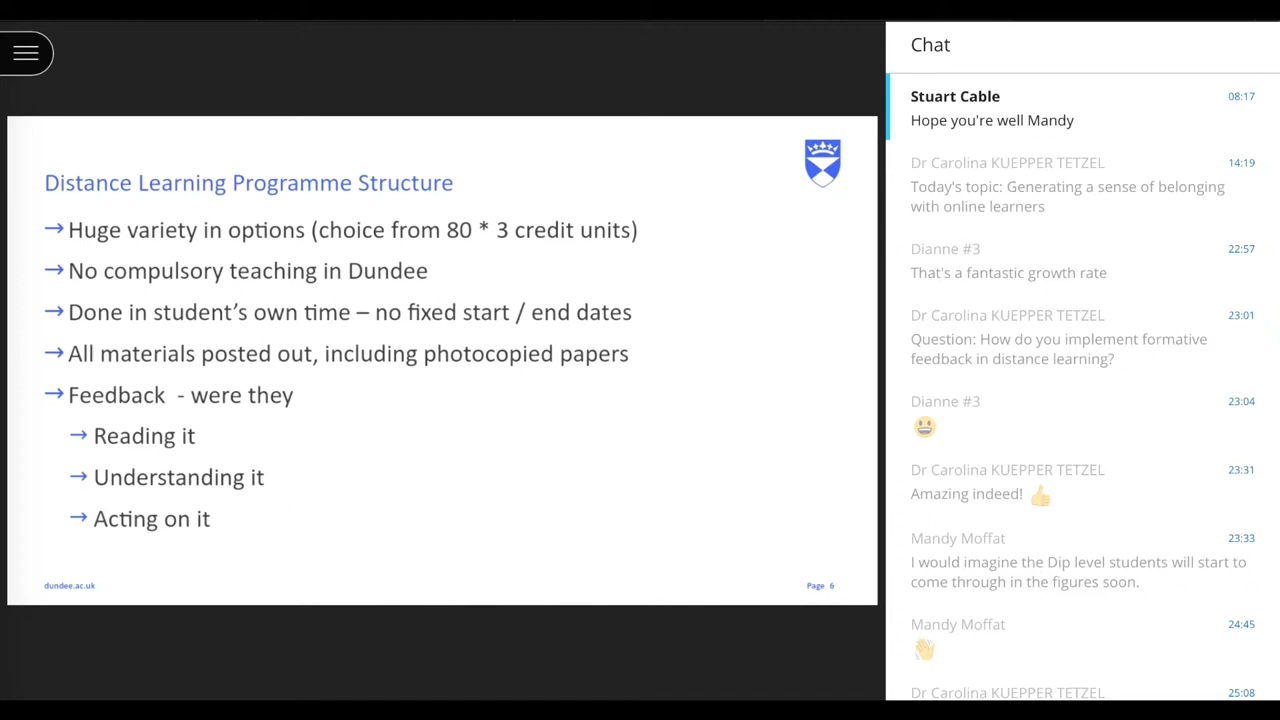 Distance Learning Programme Structure
→ Huge variety in options (choice from 80 * 3 credit units)
→ No compulsory teaching in Dundee
→ Done in student's own time – no fixed start / end dates
→ All materials posted out, including photocopied papers
→ Feedback - were they
→ Reading it
→ Understanding it
→ Acting on it
dundee.ac.uk
Page 6
Chat
Stuart Cable 08:17
Hope you're well Mandy
Dr Carolina KUEPPER TETZEL 14:19
Today's topic: Generating a sense of belonging
with online learners
Dianne #3 22:57
That's a fantastic growth rate
Dr Carolina KUEPPER TETZEL 23:01
Question: How do you implement formative
feedback in distance learning?
Dianne #3 23:04
Dr Carolina KUEPPER TETZEL 23:31
Amazing indeed!
Mandy Moffat 23:33
I would imagine the Dip level students will start to
come through in the figures soon.
Mandy Moffat 24:45
Dr Carolina KUEPPER TETZEL 25:08